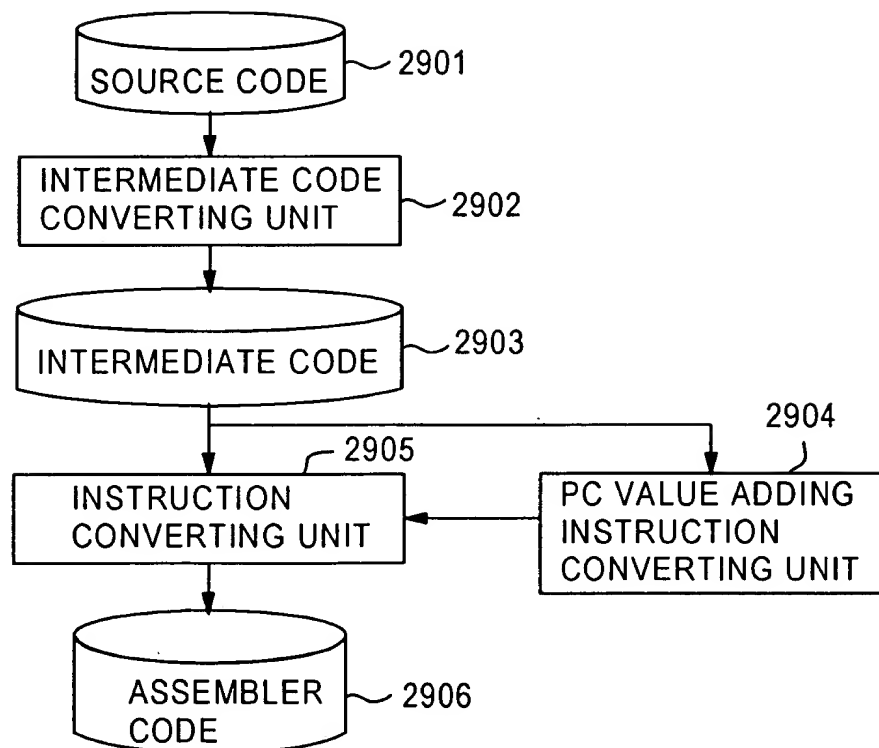 SOURCE CODE
2901
INTERMEDIATE CODE
CONVERTING UNIT
2902
INTERMEDIATE CODE
2903
2904
2905
INSTRUCTION
CONVERTING UNIT
PC VALUE ADDING
INSTRUCTION
CONVERTING UNIT
ASSEMBLER
CODE
2906